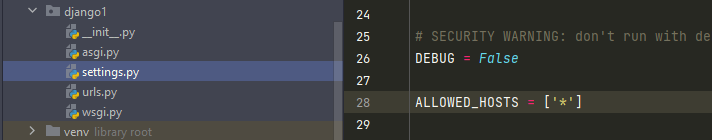 django1
__init__.py
asgi.py
settings.py
urls.py
wsgi.py
venv library root
24
25 # SECURITY WARNING: don't run with de
26 DEBUG = False
27
28 ALLOWED_HOSTS = ['*']
29